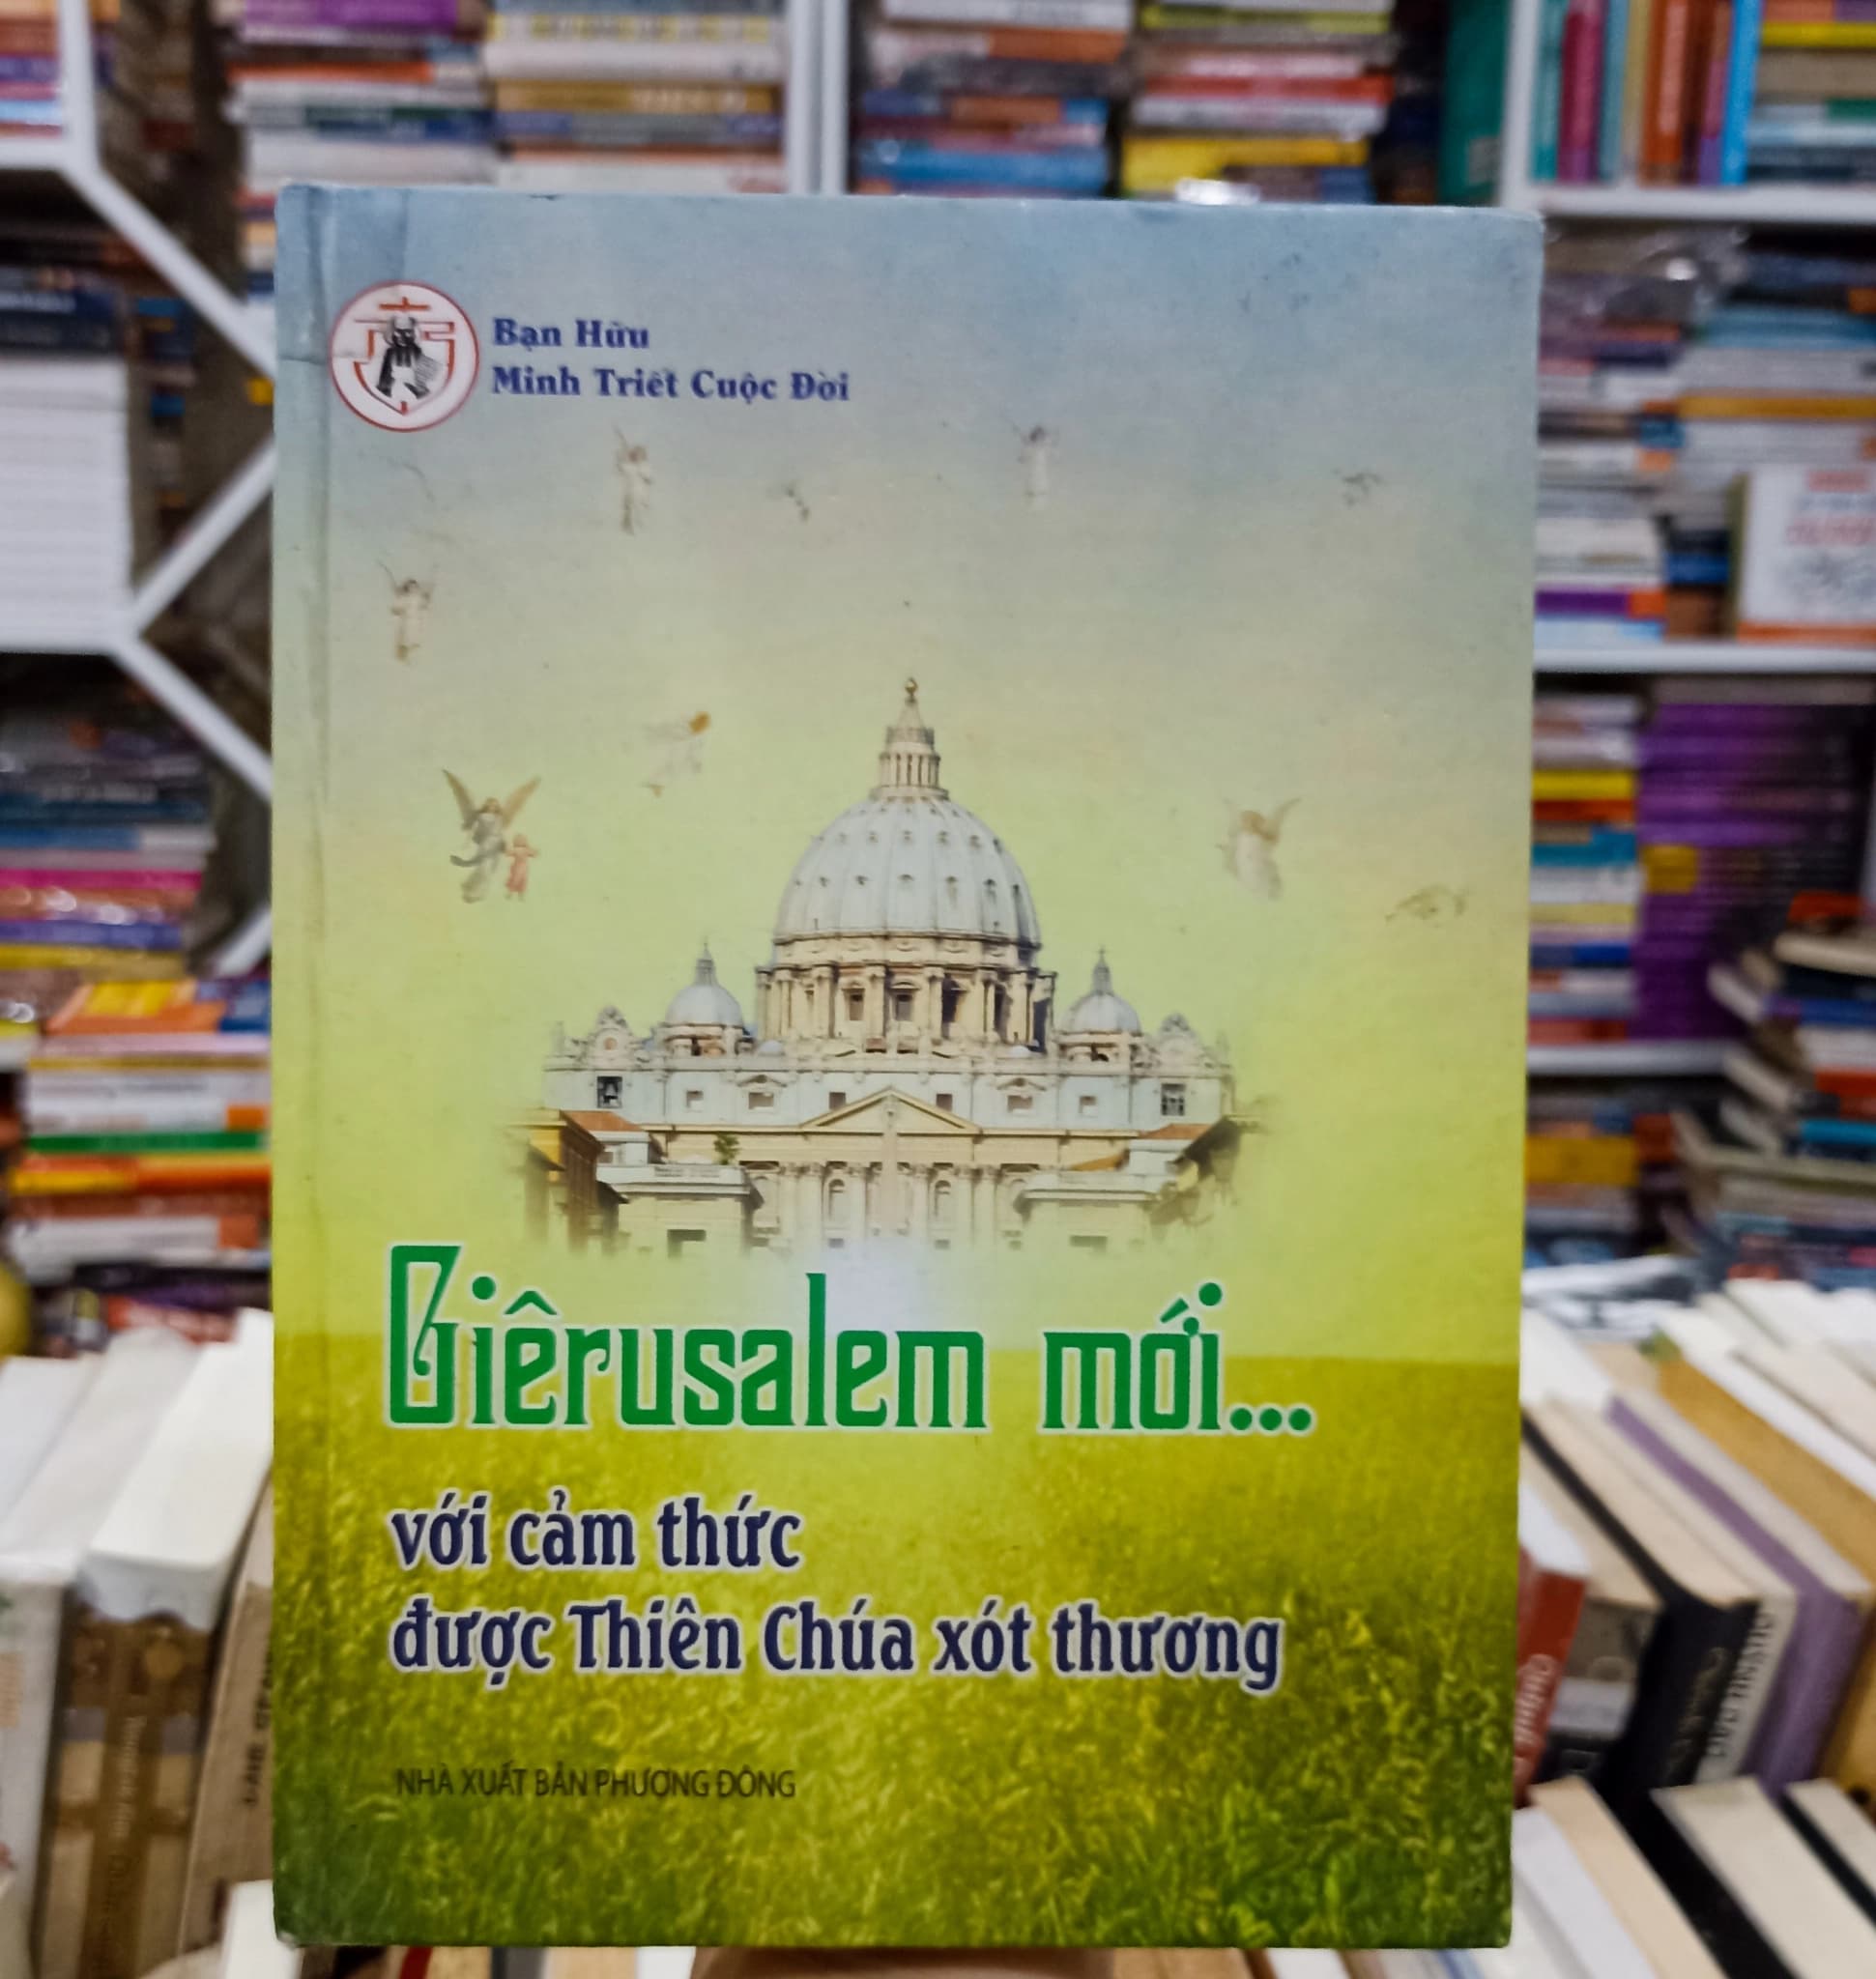 Bạn Hữu
Minh Triết Cuộc Đời
Giêrusalem mới...
với cảm thức
được Thiên Chúa xót thương
NHÀ XUẤT BẢN PHƯƠNG ĐÔNG